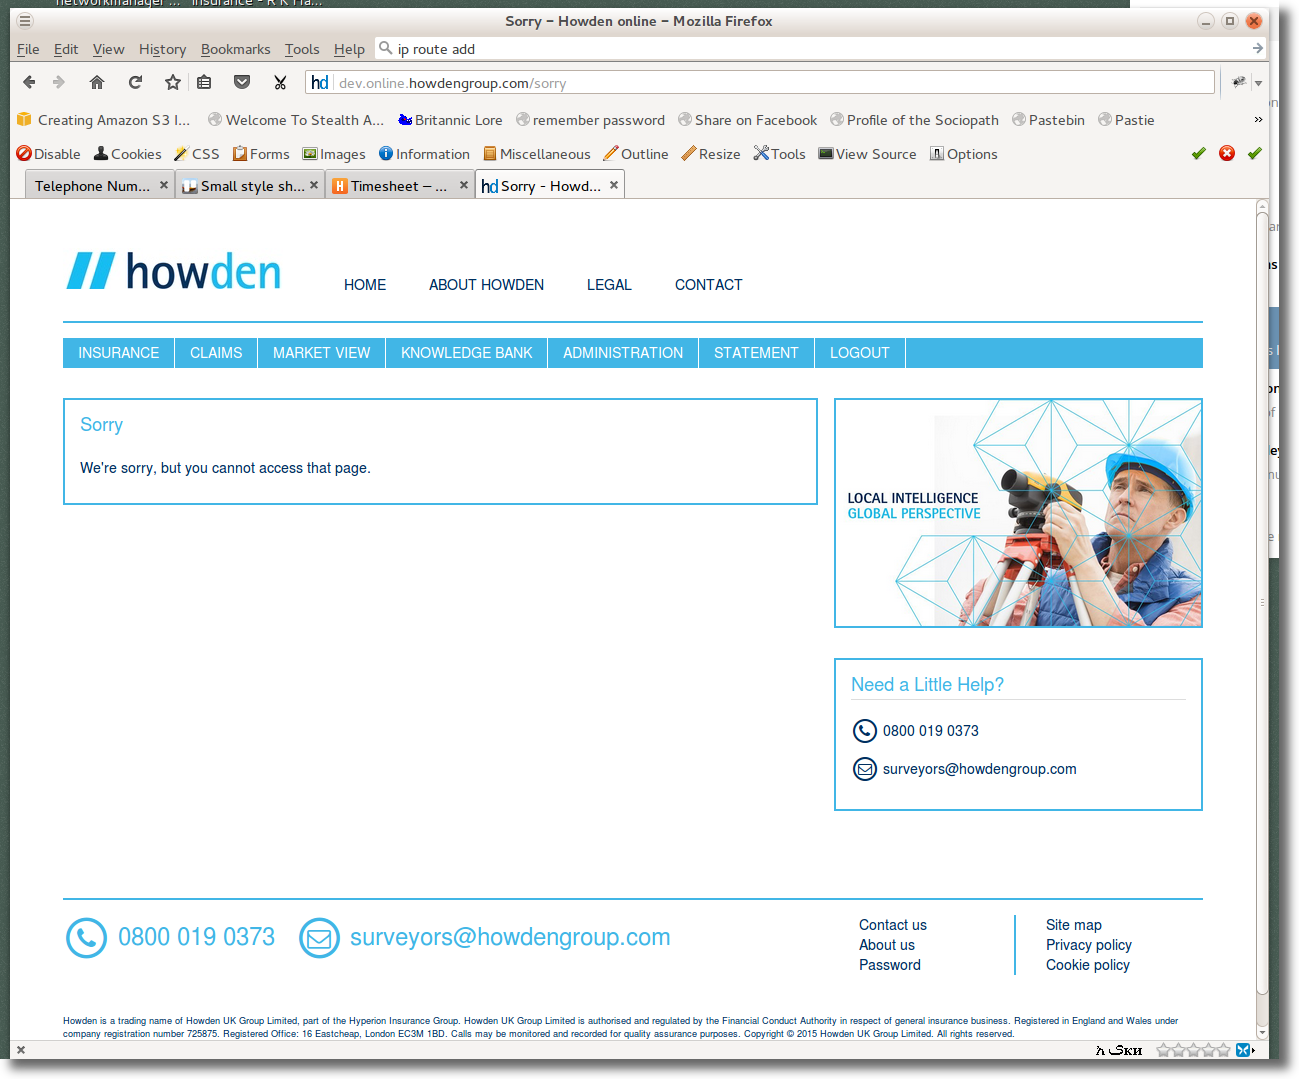 networkmanager ... Insurance - R K Ha...
Sorry – Howden online – Mozilla Firefox
File Edit View History Bookmarks Tools Help ip route add
hd dev.online.howdengroup.com/sorry
Creating Amazon S3 I... Welcome To Stealth A... Britannic Lore remember password Share on Facebook Profile of the Sociopath Pastebin Pastie »
Disable Cookies CSS Forms Images Information Miscellaneous Outline Resize Tools View Source Options
Telephone Num... Small style sh... Timesheet – ... hd Sorry - Howd...
howden
HOME ABOUT HOWDEN LEGAL CONTACT
INSURANCE CLAIMS MARKET VIEW KNOWLEDGE BANK ADMINISTRATION STATEMENT LOGOUT
Sorry
We're sorry, but you cannot access that page.
LOCAL INTELLIGENCE
GLOBAL PERSPECTIVE
Need a Little Help?
0800 019 0373
surveyors@howdengroup.com
0800 019 0373 surveyors@howdengroup.com
Contact us
About us
Password
Site map
Privacy policy
Cookie policy
Howden is a trading name of Howden UK Group Limited, part of the Hyperion Insurance Group. Howden UK Group Limited is authorised and regulated by the Financial Conduct Authority in respect of general insurance business. Registered in England and Wales under
company registration number 725875. Registered Office: 16 Eastcheap, London EC3M 1BD. Calls may be monitored and recorded for quality assurance purposes. Copyright © 2015 Howden UK Group Limited. All rights reserved.